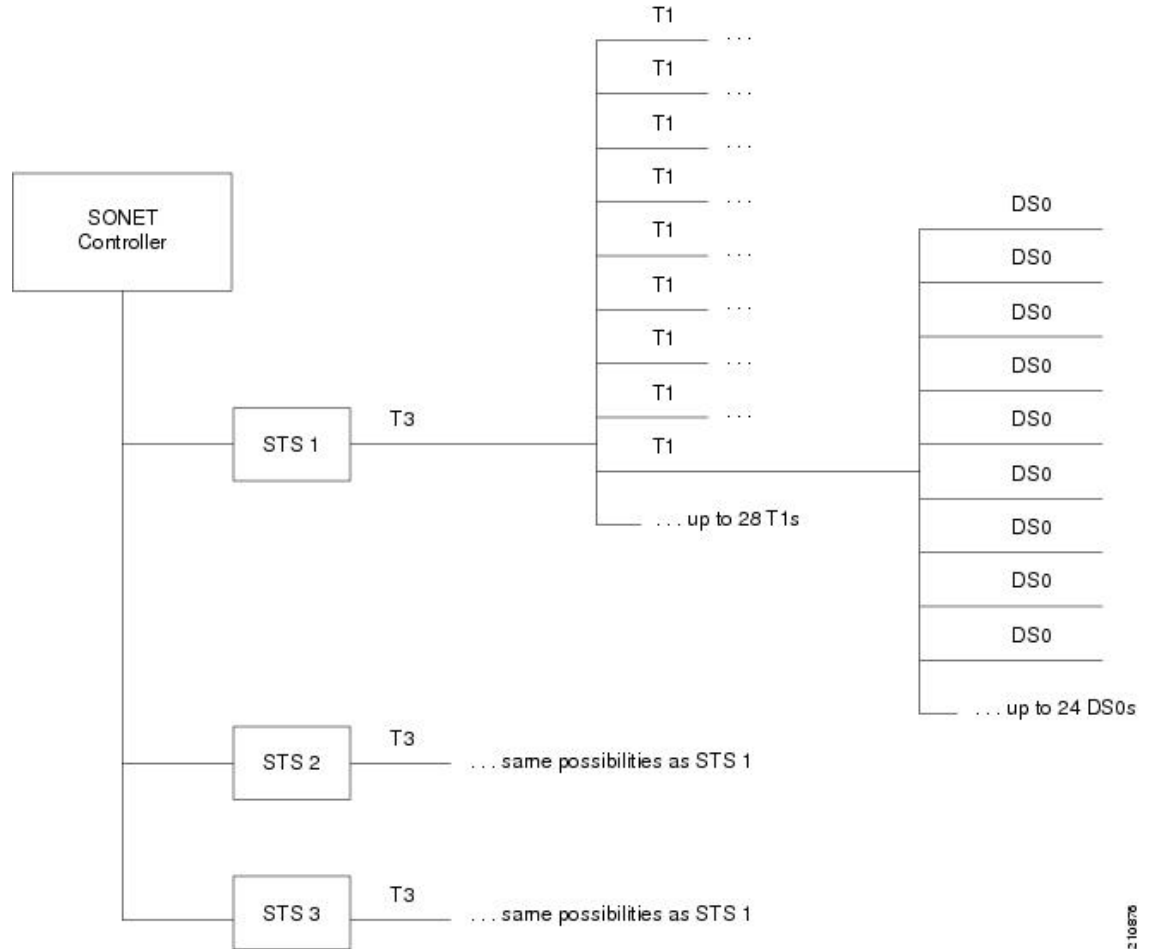 T1
...
T1
...
T1
...
T1
...
T1
...
T1
...
T1
...
T1
...
T1
... up to 28 T1s
SONET
Controller
STS 1
T3
DS0
DS0
DS0
DS0
DS0
DS0
DS0
DS0
DS0
... up to 24 DS0s
STS 2
T3
... same possibilities as STS 1
STS 3
T3
... same possibilities as STS 1
210876